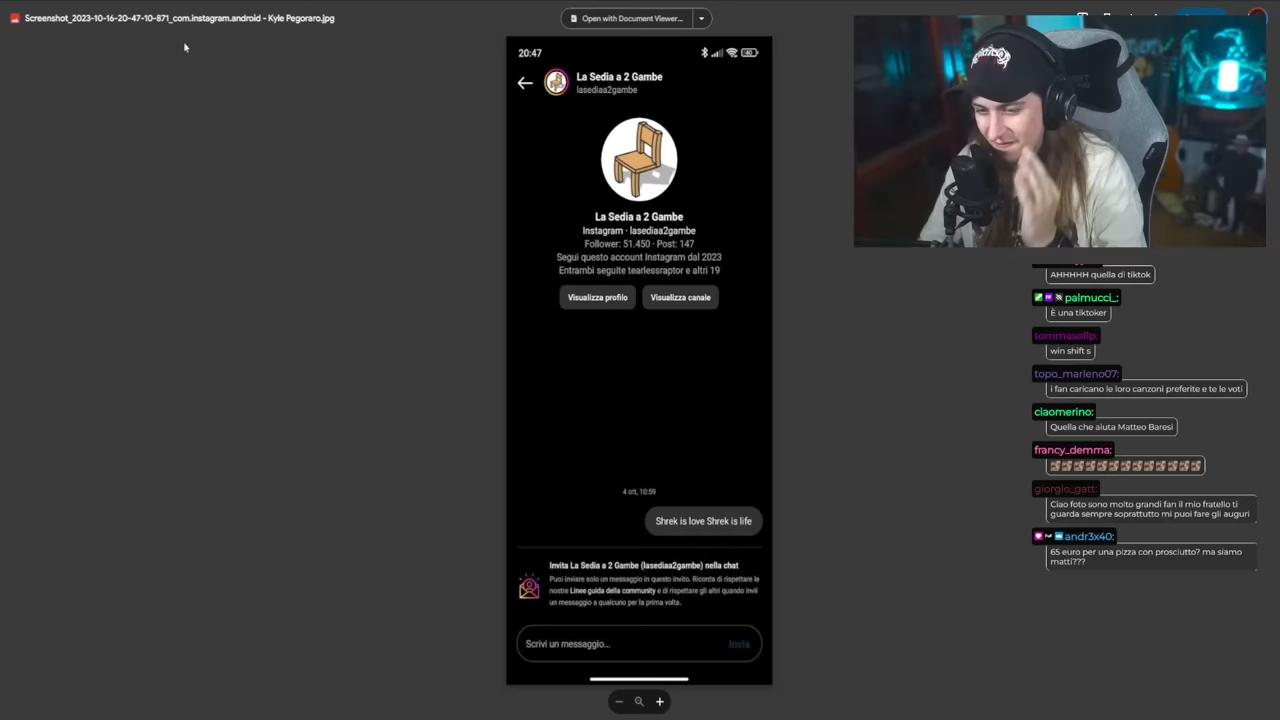 Screenshot_2023-10-16-20-47-10-871_com.instagram.android - Kyle Pegoraro.jpg
Open with Document Viewer...
20:47
40
La Sedia a 2 Gambe
lasediaa2gambe
La Sedia a 2 Gambe
Instagram · lasediaa2gambe
Follower: 51.450 · Post: 147
Segui questo account Instagram dal 2023
Entrambi seguite tearlessraptor e altri 19
Visualizza profilo
Visualizza canale
4 ott, 10:59
Shrek is love Shrek is life
Invita La Sedia a 2 Gambe (lasediaa2gambe) nella chat
Puoi inviare solo un messaggio in questo invito. Ricorda di rispettare le
nostre Linee guida della community e di rispettare gli altri quando invii
un messaggio a qualcuno per la prima volta.
Scrivi un messaggio...
Invia
AHHHHH quella di tiktok
palmucci_:
È una tiktoker
tommasoflp:
win shift s
topo_marleno07:
i fan caricano le loro canzoni preferite e te le voti
ciaomerino:
Quella che aiuta Matteo Baresi
francy_demma:
giorgio_gatt:
Ciao foto sono molto grandi fan il mio fratello ti
guarda sempre soprattutto mi puoi fare gli auguri
andr3x40:
65 euro per una pizza con prosciutto? ma siamo
matti???